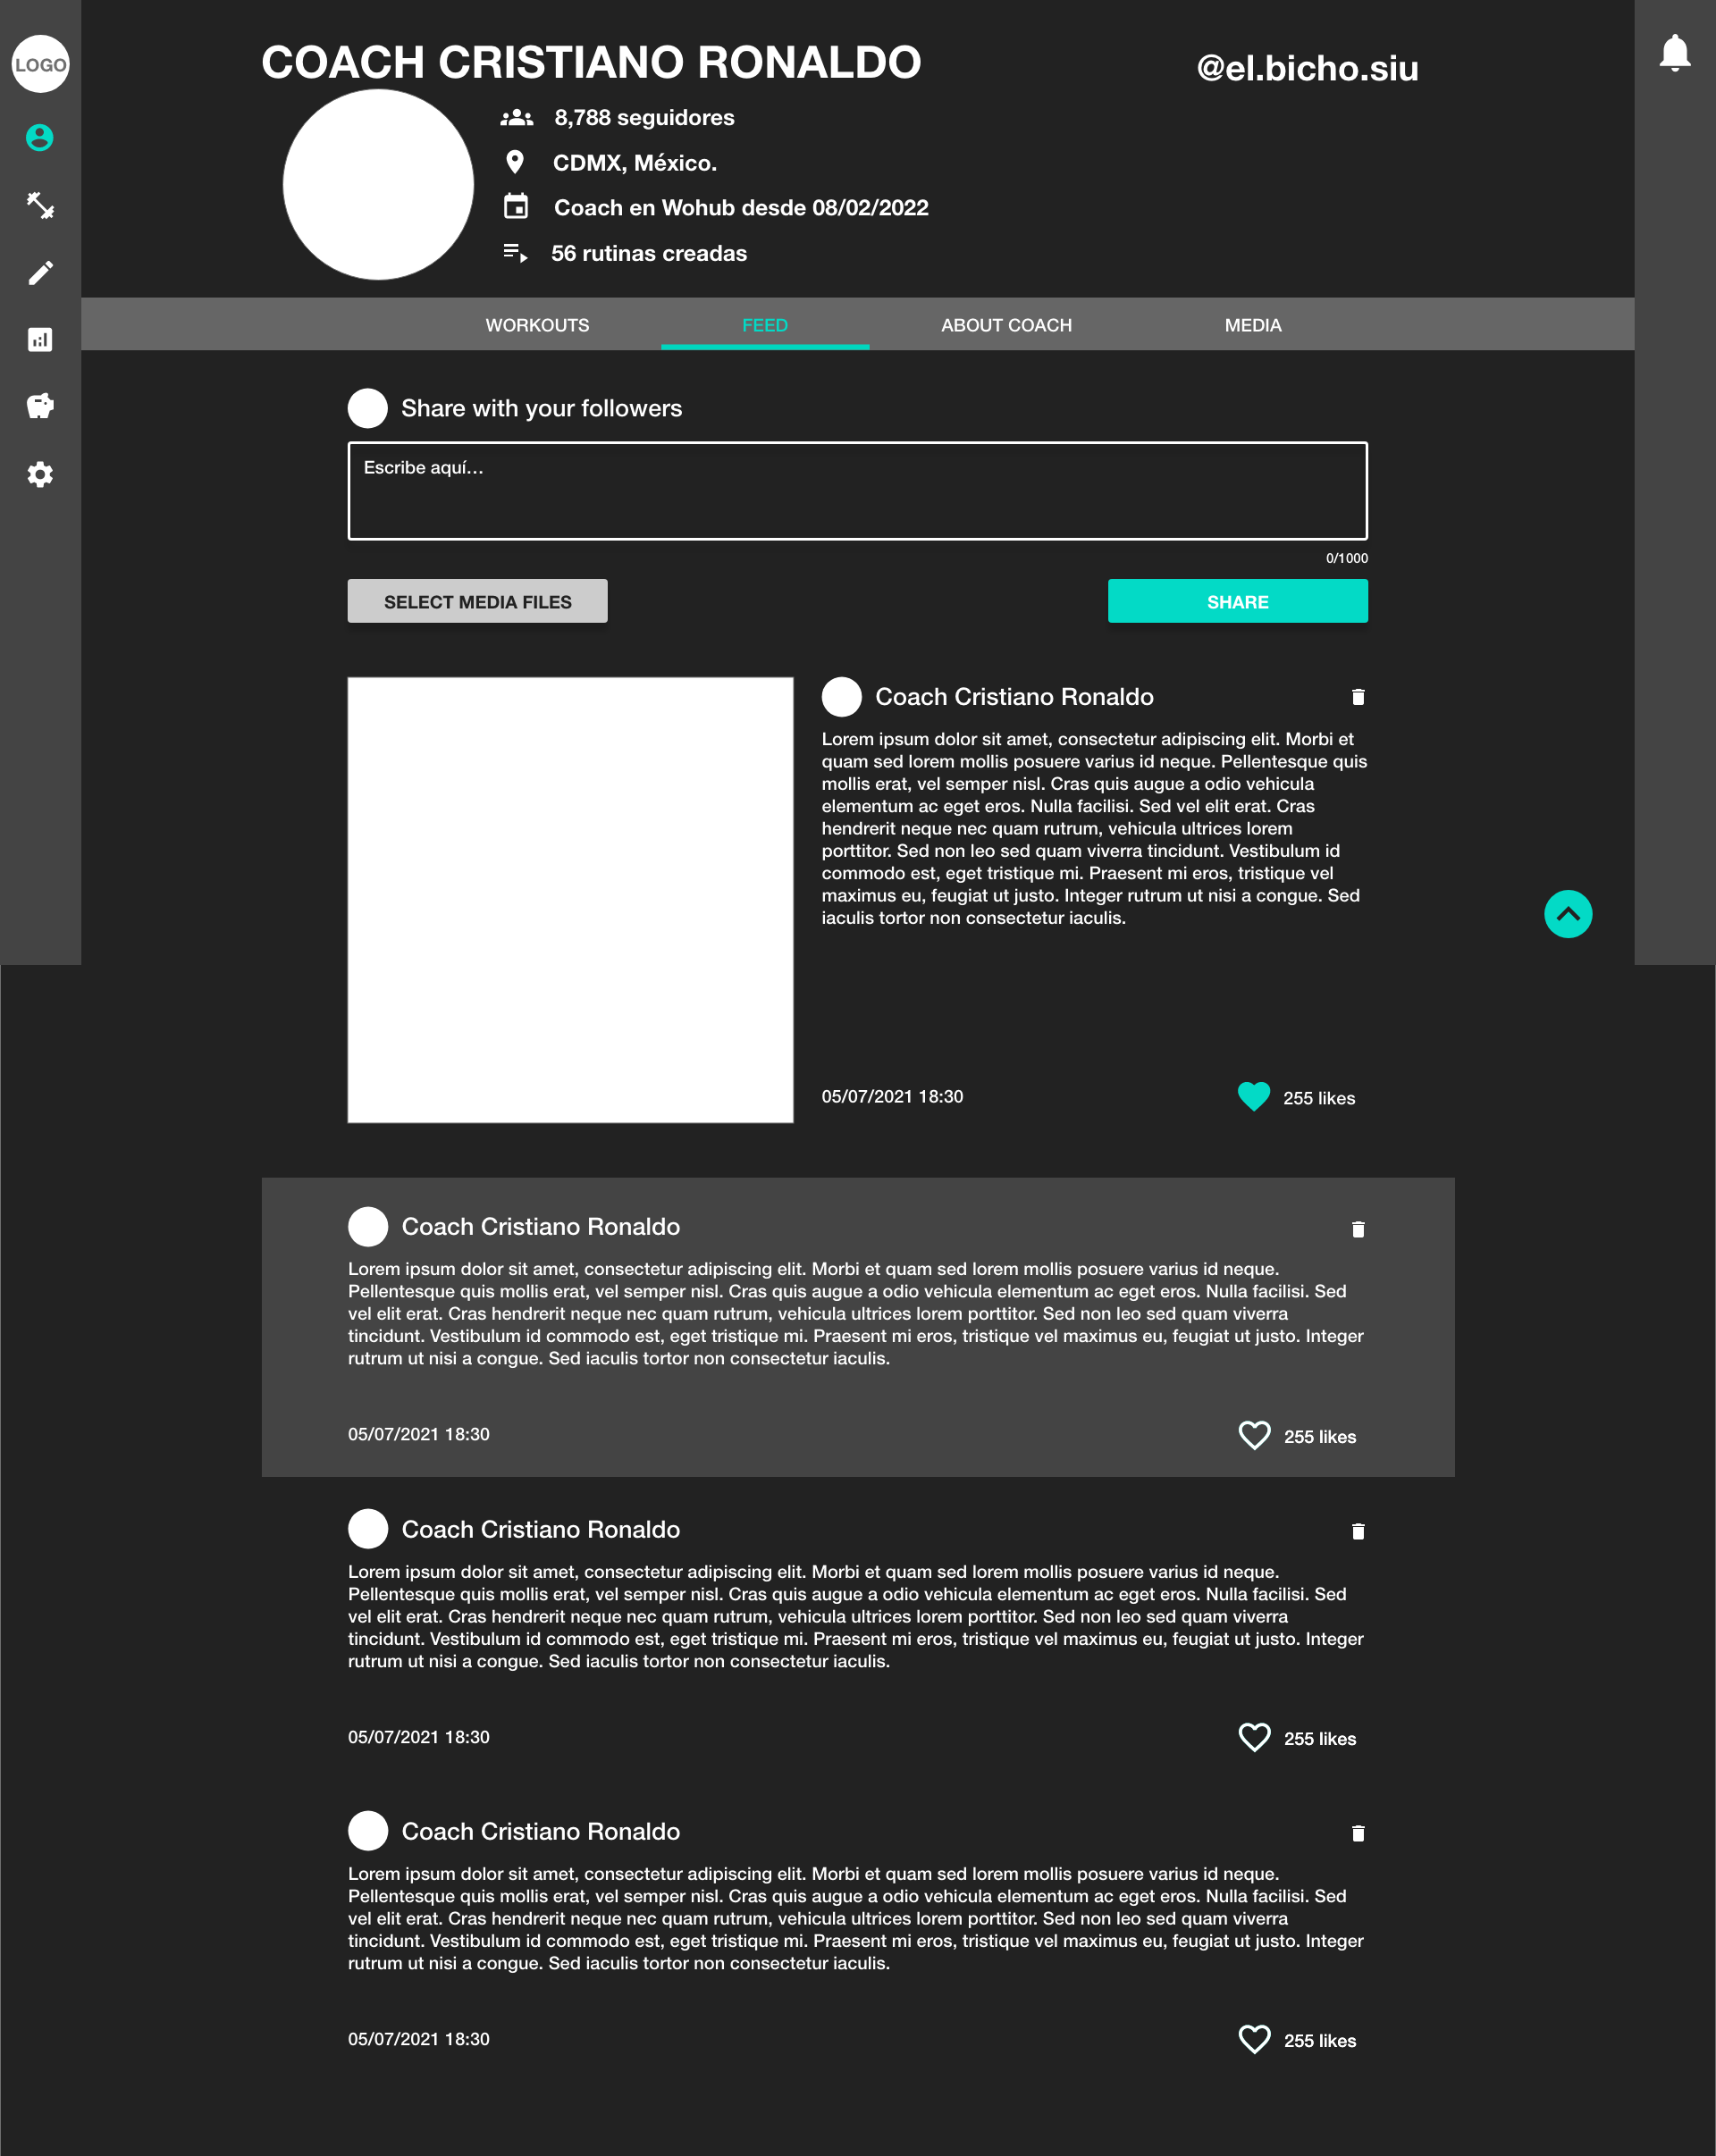 LOGO
COACH CRISTIANO RONALDO
@el.bicho.siu
8,788 seguidores
CDMX, México.
Coach en Wohub desde 08/02/2022
56 rutinas creadas
WORKOUTS FEED ABOUT COACH MEDIA
Share with your followers
Escribe aquí...
0/1000
SELECT MEDIA FILES SHARE
Coach Cristiano Ronaldo
Lorem ipsum dolor sit amet, consectetur adipiscing elit. Morbi et
quam sed lorem mollis posuere varius id neque. Pellentesque quis
mollis erat, vel semper nisl. Cras quis augue a odio vehicula
elementum ac eget eros. Nulla facilisi. Sed vel elit erat. Cras
hendrerit neque nec quam rutrum, vehicula ultrices lorem
porttitor. Sed non leo sed quam viverra tincidunt. Vestibulum id
commodo est, eget tristique mi. Praesent mi eros, tristique vel
maximus eu, feugiat ut justo. Integer rutrum ut nisi a congue. Sed
iaculis tortor non consectetur iaculis.
05/07/2021 18:30 255 likes
Coach Cristiano Ronaldo
Lorem ipsum dolor sit amet, consectetur adipiscing elit. Morbi et quam sed lorem mollis posuere varius id neque.
Pellentesque quis mollis erat, vel semper nisl. Cras quis augue a odio vehicula elementum ac eget eros. Nulla facilisi. Sed
vel elit erat. Cras hendrerit neque nec quam rutrum, vehicula ultrices lorem porttitor. Sed non leo sed quam viverra
tincidunt. Vestibulum id commodo est, eget tristique mi. Praesent mi eros, tristique vel maximus eu, feugiat ut justo. Integer
rutrum ut nisi a congue. Sed iaculis tortor non consectetur iaculis.
05/07/2021 18:30 255 likes
Coach Cristiano Ronaldo
Lorem ipsum dolor sit amet, consectetur adipiscing elit. Morbi et quam sed lorem mollis posuere varius id neque.
Pellentesque quis mollis erat, vel semper nisl. Cras quis augue a odio vehicula elementum ac eget eros. Nulla facilisi. Sed
vel elit erat. Cras hendrerit neque nec quam rutrum, vehicula ultrices lorem porttitor. Sed non leo sed quam viverra
tincidunt. Vestibulum id commodo est, eget tristique mi. Praesent mi eros, tristique vel maximus eu, feugiat ut justo. Integer
rutrum ut nisi a congue. Sed iaculis tortor non consectetur iaculis.
05/07/2021 18:30 255 likes
Coach Cristiano Ronaldo
Lorem ipsum dolor sit amet, consectetur adipiscing elit. Morbi et quam sed lorem mollis posuere varius id neque.
Pellentesque quis mollis erat, vel semper nisl. Cras quis augue a odio vehicula elementum ac eget eros. Nulla facilisi. Sed
vel elit erat. Cras hendrerit neque nec quam rutrum, vehicula ultrices lorem porttitor. Sed non leo sed quam viverra
tincidunt. Vestibulum id commodo est, eget tristique mi. Praesent mi eros, tristique vel maximus eu, feugiat ut justo. Integer
rutrum ut nisi a congue. Sed iaculis tortor non consectetur iaculis.
05/07/2021 18:30 255 likes